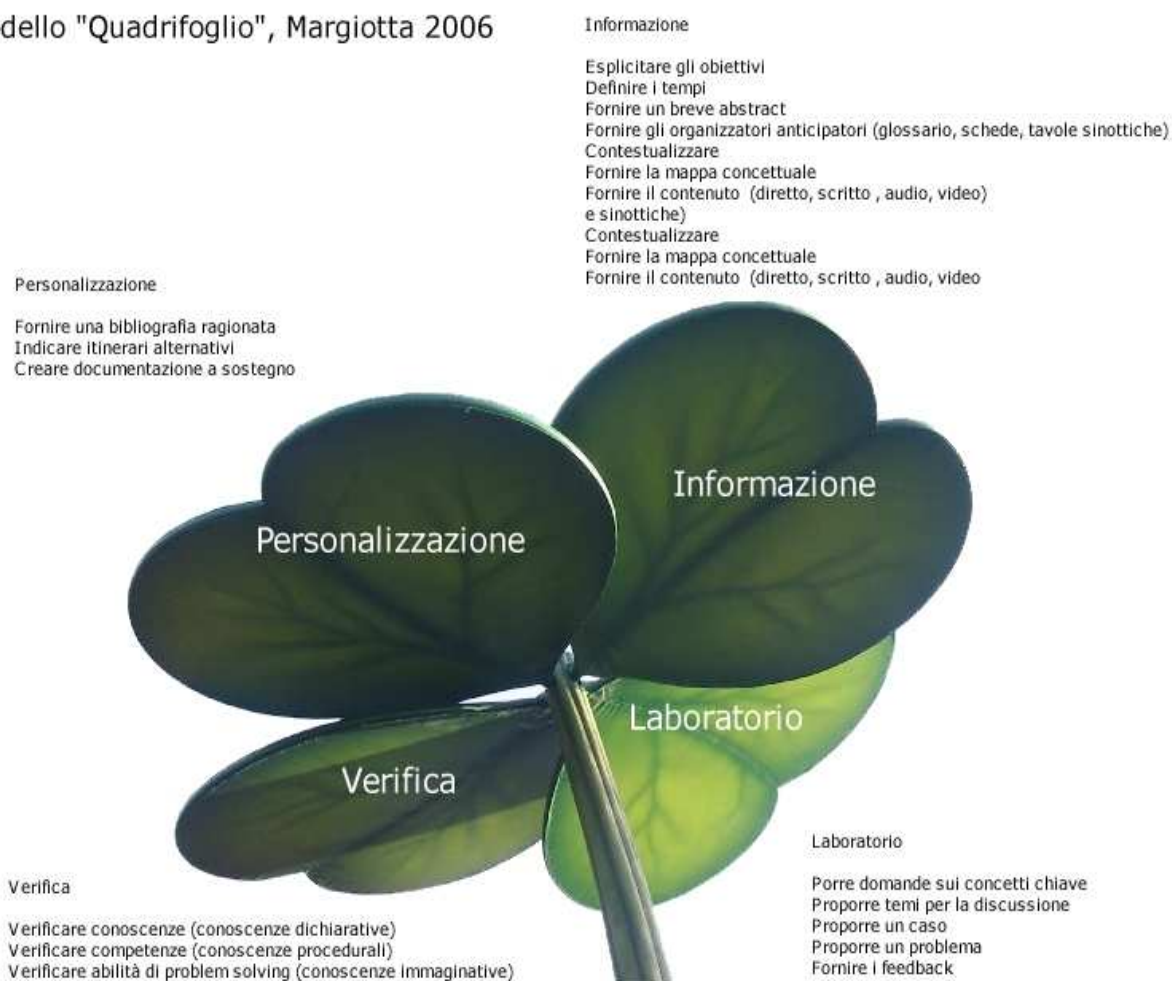 dello "Quadrifoglio", Margiotta 2006
Informazione
Esplicitare gli obiettivi
Definire i tempi
Fornire un breve abstract
Fornire gli organizzatori anticipatori (glossario, schede, tavole sinottiche)
Contestualizzare
Fornire la mappa concettuale
Fornire il contenuto (diretto, scritto , audio, video)
e sinottiche)
Contestualizzare
Fornire la mappa concettuale
Fornire il contenuto (diretto, scritto , audio, video
Personalizzazione
Fornire una bibliografia ragionata
Indicare itinerari alternativi
Creare documentazione a sostegno
Informazione
Personalizzazione
Laboratorio
Verifica
Verifica
Verificare conoscenze (conoscenze dichiarative)
Verificare competenze (conoscenze procedurali)
Verificare abilità di problem solving (conoscenze immaginative)
Laboratorio
Porre domande sui concetti chiave
Proporre temi per la discussione
Proporre un caso
Proporre un problema
Fornire i feedback